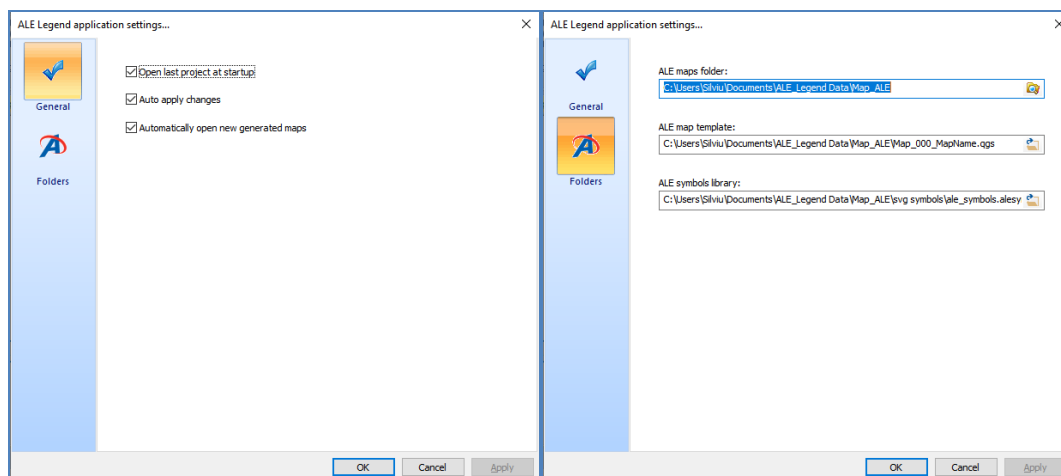 ALE Legend application settings...
General
Folders
Open last project at startup
Auto apply changes
Automatically open new generated maps
OK
Cancel
Apply
ALE Legend application settings...
General
Folders
ALE maps folder:
C:\Users\Silviu\Documents\ALE_Legend Data\Map_ALE
ALE map template:
C:\Users\Silviu\Documents\ALE_Legend Data\Map_ALE\Map_000_MapName.qgs
ALE symbols library:
C:\Users\Silviu\Documents\ALE_Legend Data\Map_ALE\svg symbols\ale_symbols.alesy
OK
Cancel
Apply